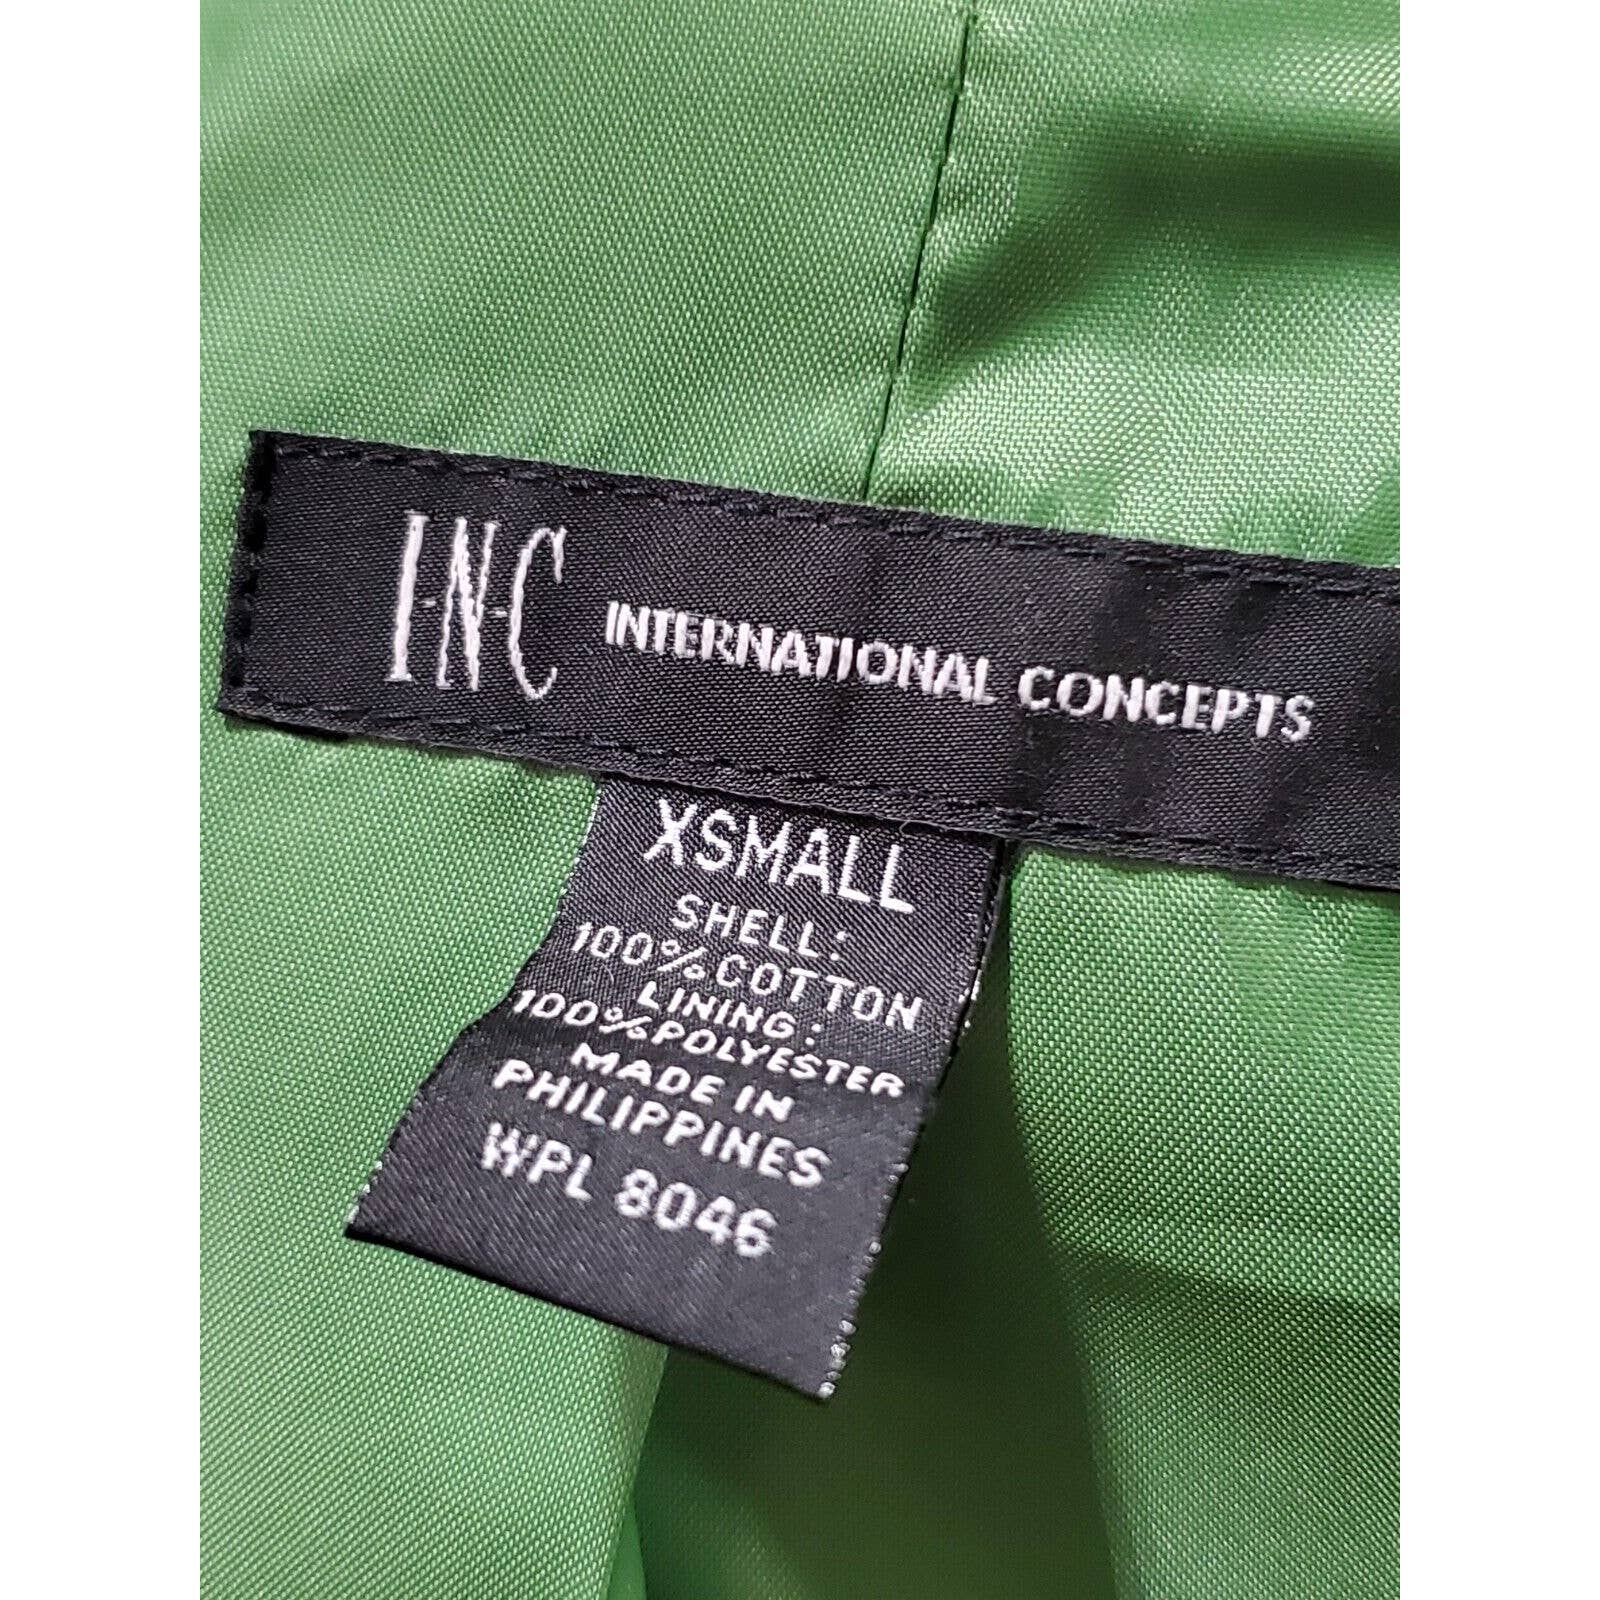 I·N·C INTERNATIONAL CONCEPTS
XSMALL
SHELL:
100%COTTON
LINING:
100%POLYESTER
MADE IN
PHILIPPINES
WPL 8046